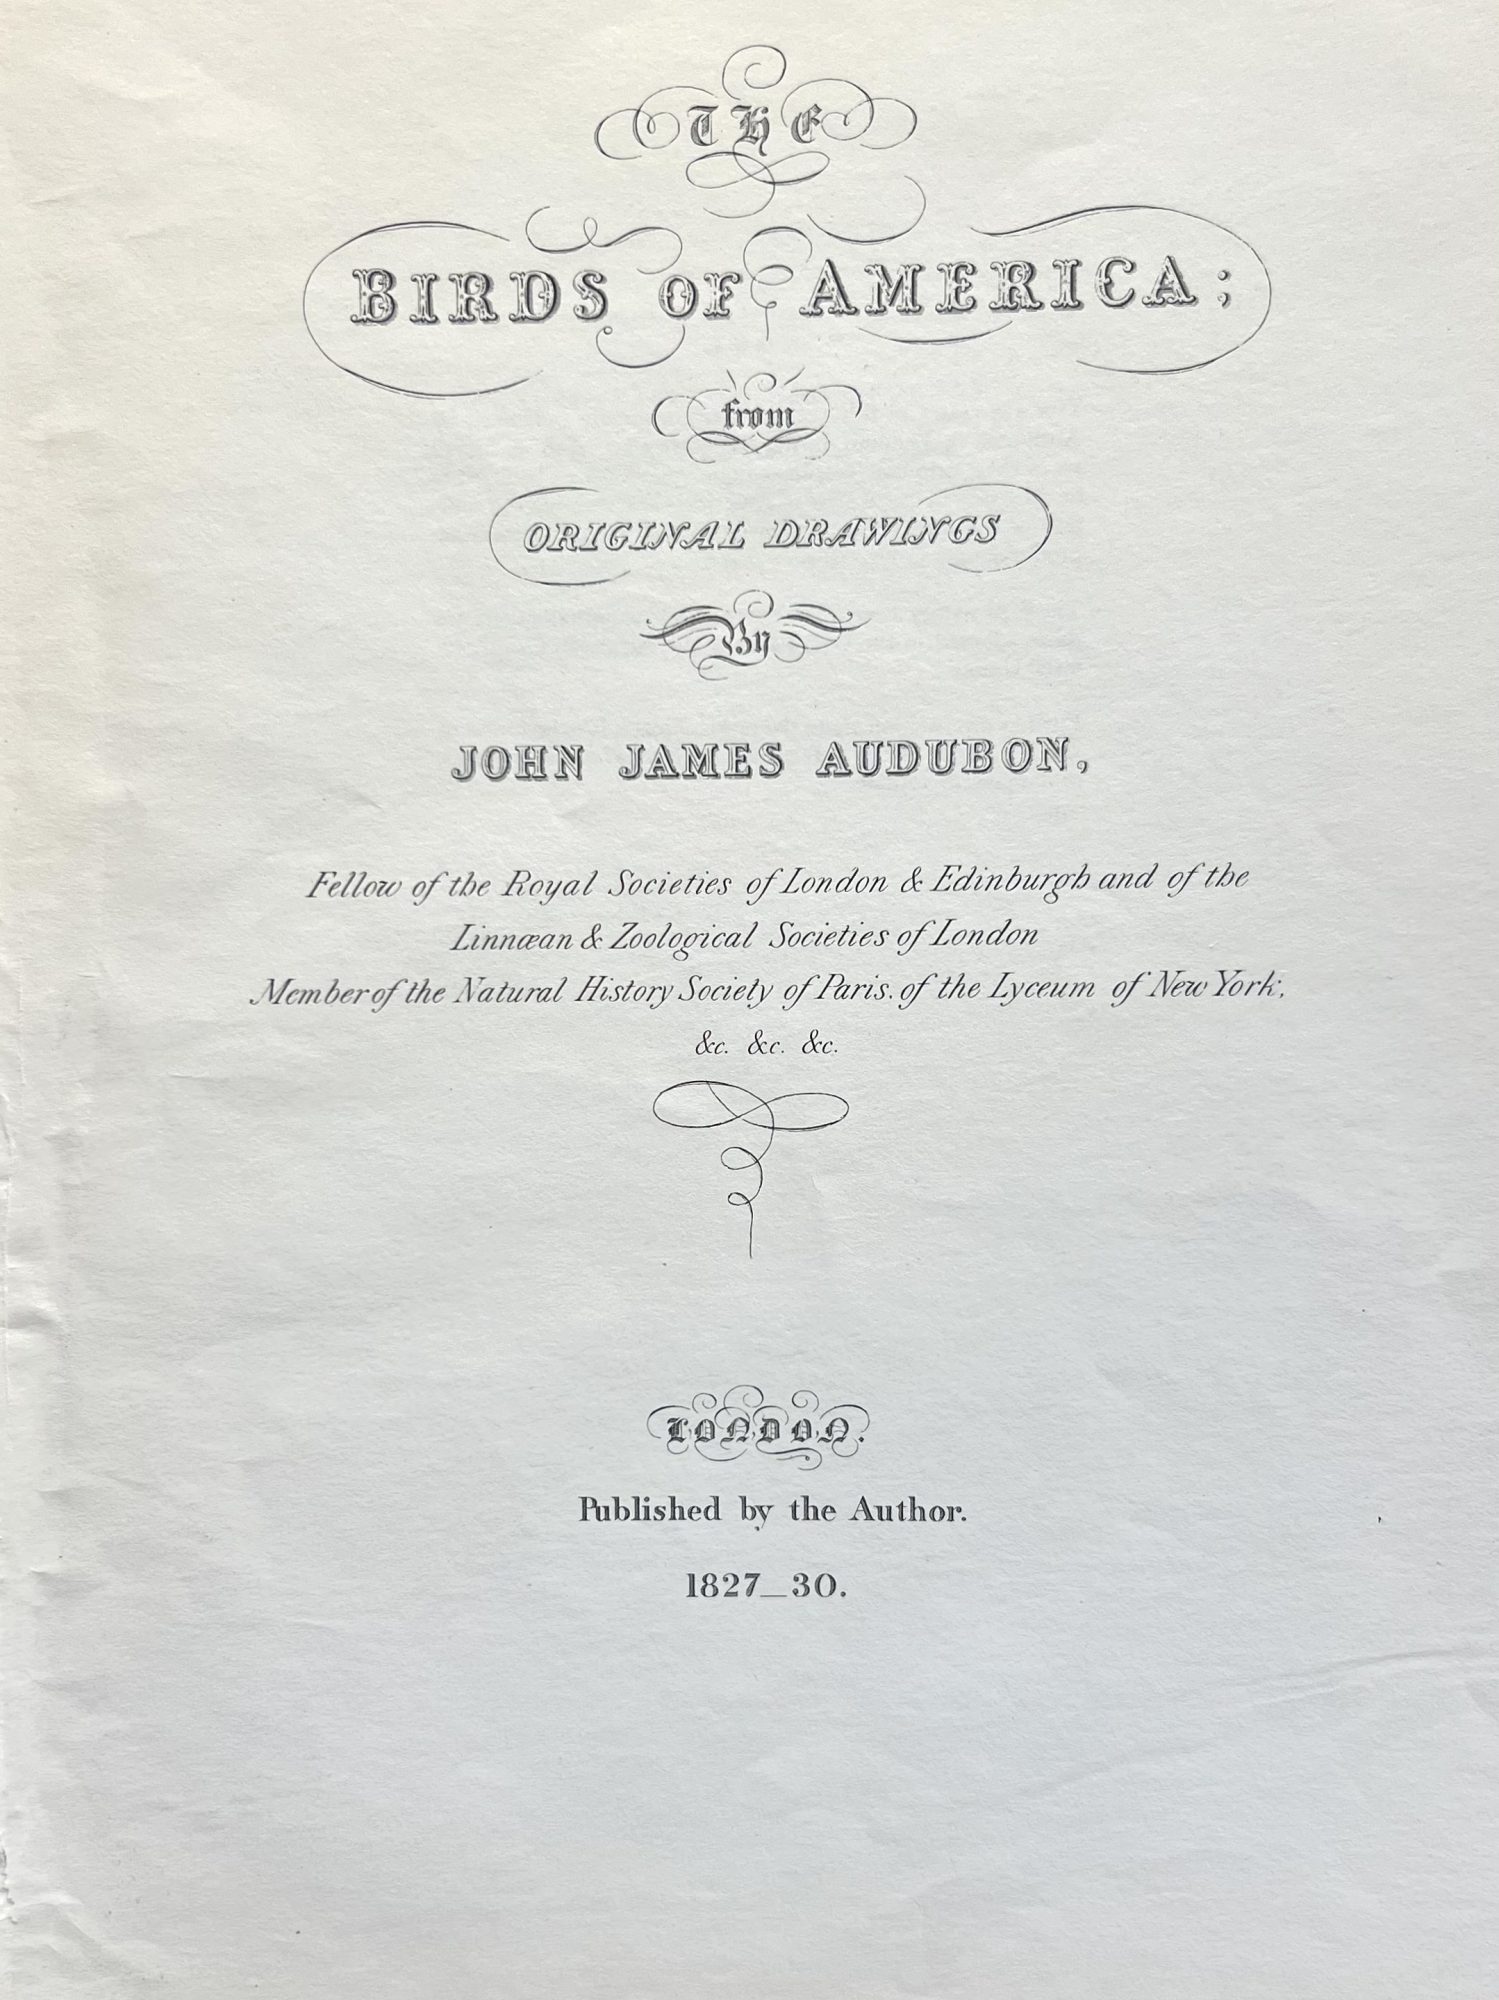 THE
BIRDS OF AMERICA;
from
ORIGINAL DRAWINGS
By
JOHN JAMES AUDUBON,
Fellow of the Royal Societies of London & Edinburgh and of the
Linnæan & Zoological Societies of London
Member of the Natural History Society of Paris. of the Lyceum of New York,
&c. &c. &c.
LONDON.
Published by the Author.
1827_30.